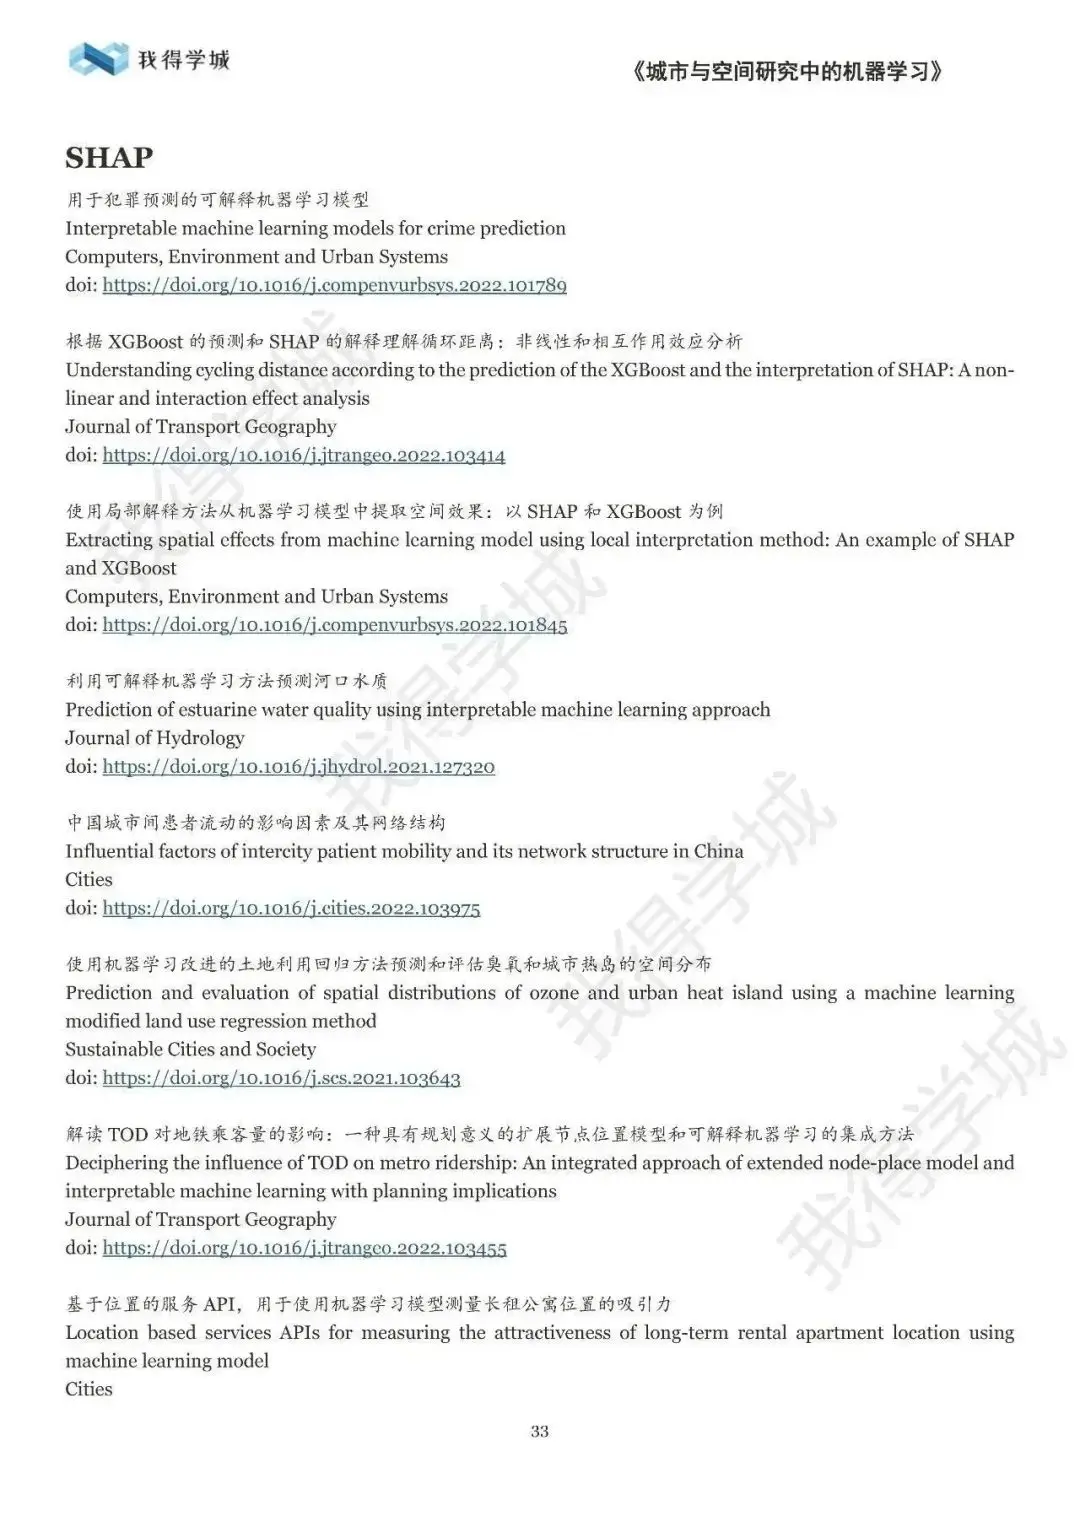 我得学城
《城市与空间研究中的机器学习》
SHAP
用于犯罪预测的可解释机器学习模型
Interpretable machine learning models for crime prediction
Computers, Environment and Urban Systems
doi: https://doi.org/10.1016/j.compenvurbsys.2022.101789
根据 XGBoost 的预测和 SHAP 的解释理解循环距离：非线性和相互作用效应分析
Understanding cycling distance according to the prediction of the XGBoost and the interpretation of SHAP: A non-
linear and interaction effect analysis
Journal of Transport Geography
doi: https://doi.org/10.1016/j.jtrangeo.2022.103414
使用局部解释方法从机器学习模型中提取空间效果：以 SHAP 和 XGBoost 为例
Extracting spatial effects from machine learning model using local interpretation method: An example of SHAP
and XGBoost
Computers, Environment and Urban Systems
doi: https://doi.org/10.1016/j.compenvurbsys.2022.101845
利用可解释机器学习方法预测河口水质
Prediction of estuarine water quality using interpretable machine learning approach
Journal of Hydrology
doi: https://doi.org/10.1016/j.jhydrol.2021.127320
中国城市间患者流动的影响因素及其网络结构
Influential factors of intercity patient mobility and its network structure in China
Cities
doi: https://doi.org/10.1016/j.cities.2022.103975
使用机器学习改进的土地利用回归方法预测和评估臭氧和城市热岛的空间分布
Prediction and evaluation of spatial distributions of ozone and urban heat island using a machine learning
modified land use regression method
Sustainable Cities and Society
doi: https://doi.org/10.1016/j.scs.2021.103643
解读 TOD 对地铁乘客量的影响：一种具有规划意义的扩展节点位置模型和可解释机器学习的集成方法
Deciphering the influence of TOD on metro ridership: An integrated approach of extended node-place model and
interpretable machine learning with planning implications
Journal of Transport Geography
doi: https://doi.org/10.1016/j.jtrangeo.2022.103455
基于位置的服务 API，用于使用机器学习模型测量长租公寓位置的吸引力
Location based services APIs for measuring the attractiveness of long-term rental apartment location using
machine learning model
Cities
33
我得学城
我得学城
我得学城
我得学城